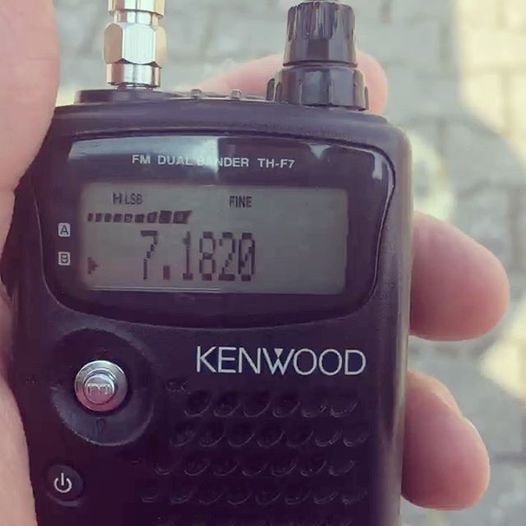 FM DUAL BANDER TH-F7
H LSB FINE
A
B 7.1820
KENWOOD